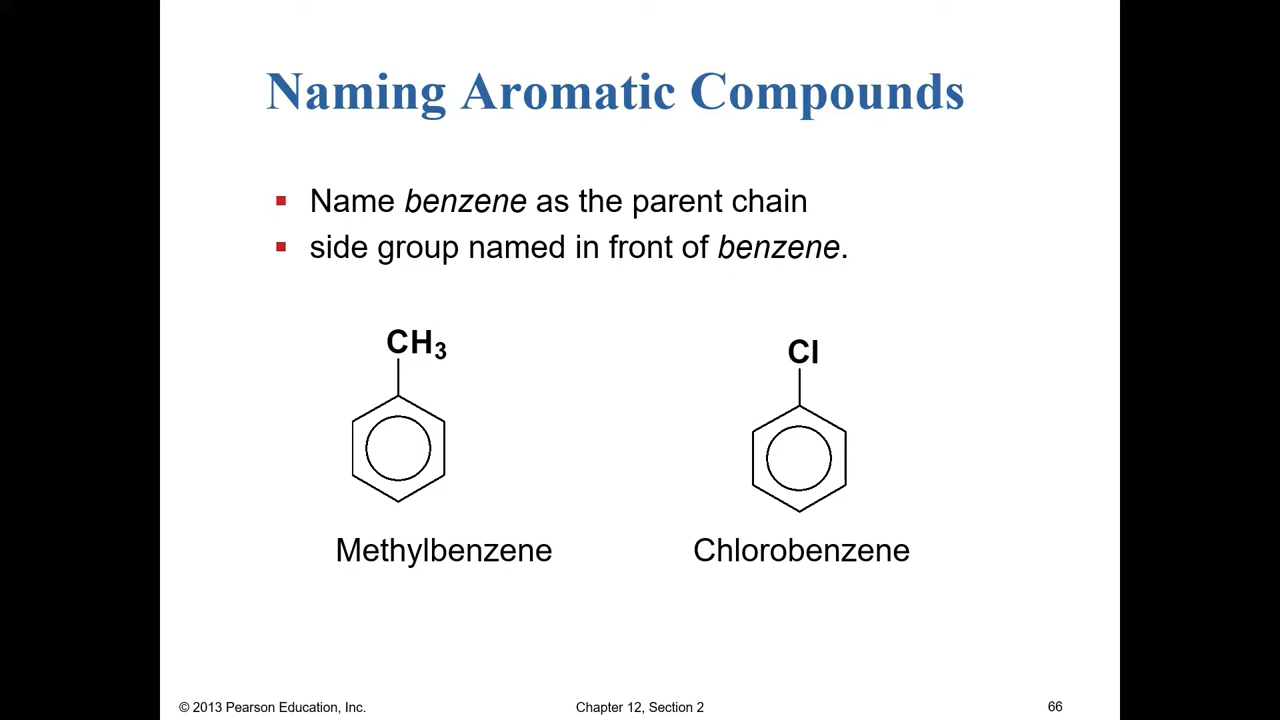 Naming Aromatic Compounds
Name benzene as the parent chain
side group named in front of benzene.
CH₃
Cl
Methylbenzene
Chlorobenzene
© 2013 Pearson Education, Inc.
Chapter 12, Section 2
66